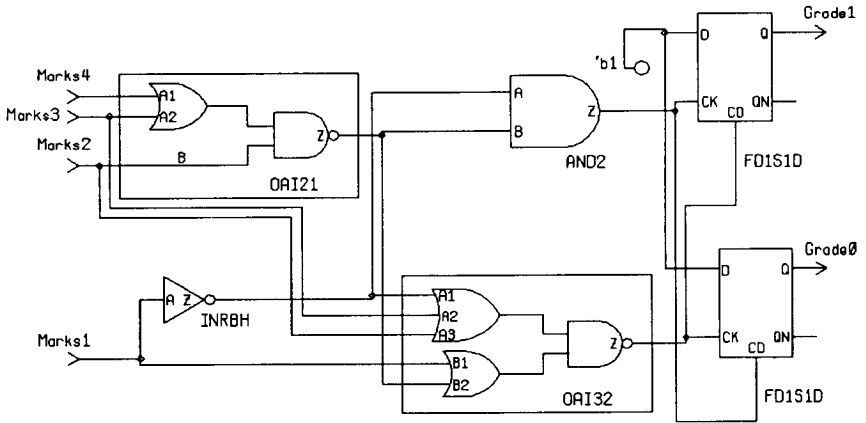 Grade1
D
Q
'b1
Marks4
A1
A
Marks3
A2
Z
CK
QN
Z
CD
Marks2
B
B
OAI21
AND2
FD1S1D
Grade0
D
Q
A Z
A1
INRBH
A2
Marks1
A3
Z
CK
QN
B1
CD
B2
OAI32
FD1S1D